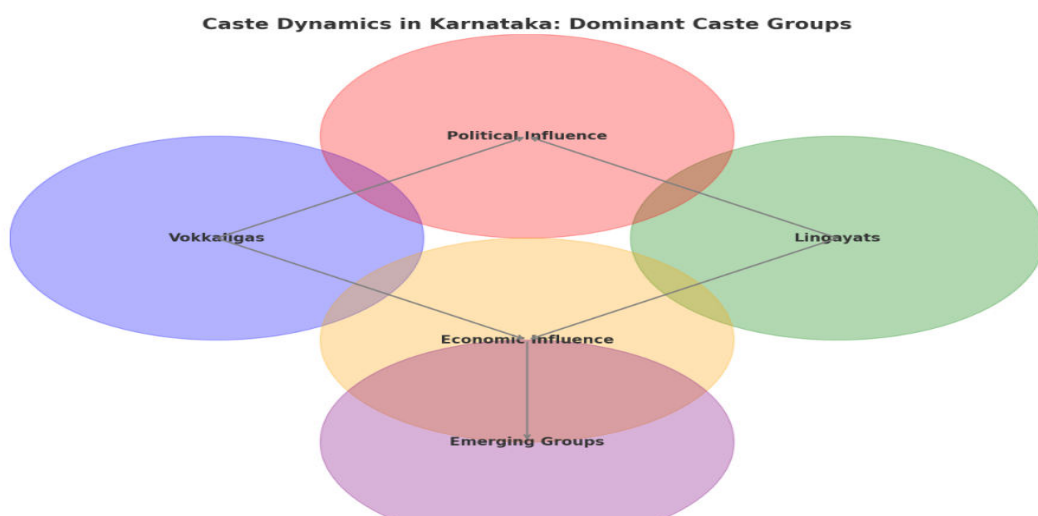 Caste Dynamics in Karnataka: Dominant Caste Groups
Political Influence
Vokkaligas
Lingayats
Economic Influence
Emerging Groups